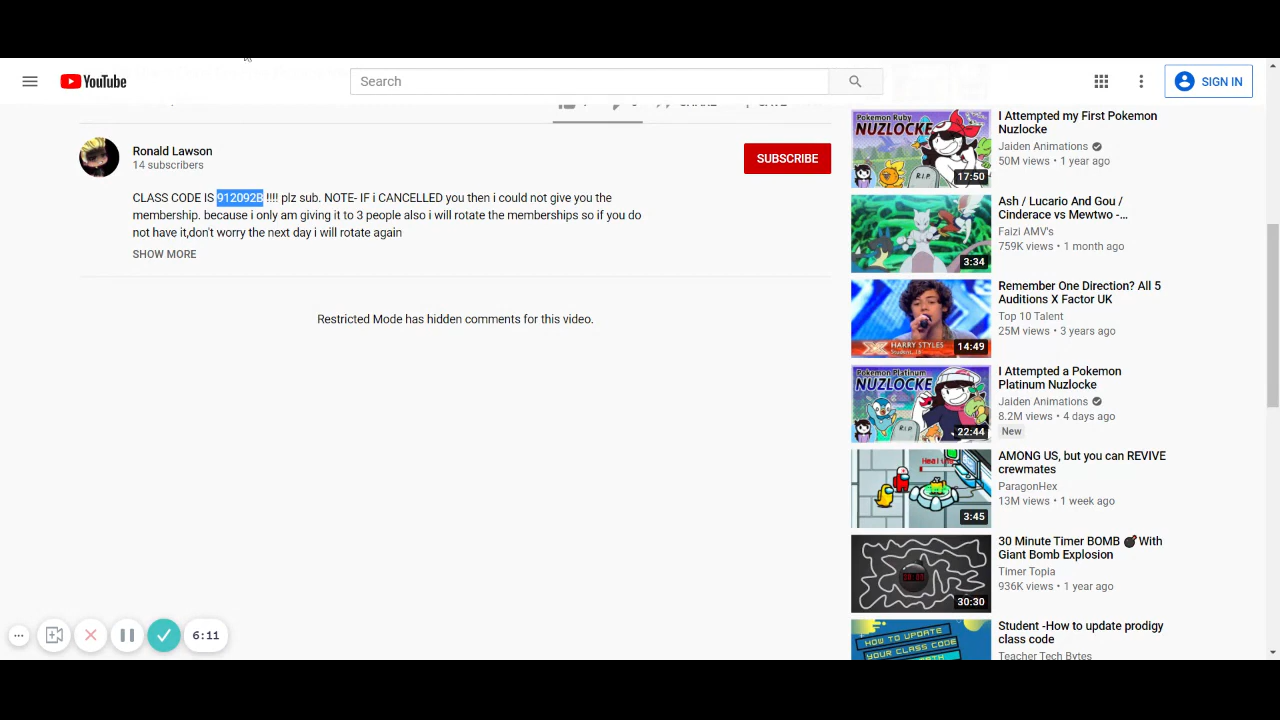 YouTube
Search
SIGN IN
Ronald Lawson
14 subscribers
SUBSCRIBE
CLASS CODE IS 912092B !!!! plz sub. NOTE- IF i CANCELLED you then i could not give you the
membership. because i only am giving it to 3 people also i will rotate the memberships so if you do
not have it,don't worry the next day i will rotate again
SHOW MORE
Restricted Mode has hidden comments for this video.
Pokemon Ruby
NUZLOCKE
R.I.P
17:50
I Attempted my First Pokemon
Nuzlocke
Jaiden Animations
50M views • 1 year ago
3:34
Ash / Lucario And Gou /
Cinderace vs Mewtwo -...
Faizi AMV's
759K views • 1 month ago
HARRY STYLES
14:49
Remember One Direction? All 5
Auditions X Factor UK
Top 10 Talent
25M views • 3 years ago
Pokemon Platinum
NUZLOCKE
R.I.P
22:44
I Attempted a Pokemon
Platinum Nuzlocke
Jaiden Animations
8.2M views • 4 days ago
New
3:45
AMONG US, but you can REVIVE
crewmates
ParagonHex
13M views • 1 week ago
30:30
30 Minute Timer BOMB 💣 With
Giant Bomb Explosion
Timer Topia
936K views • 1 year ago
HOW TO UPDATE
YOUR CLASS CODE
Student -How to update prodigy
class code
Teacher Tech Bytes
6:11